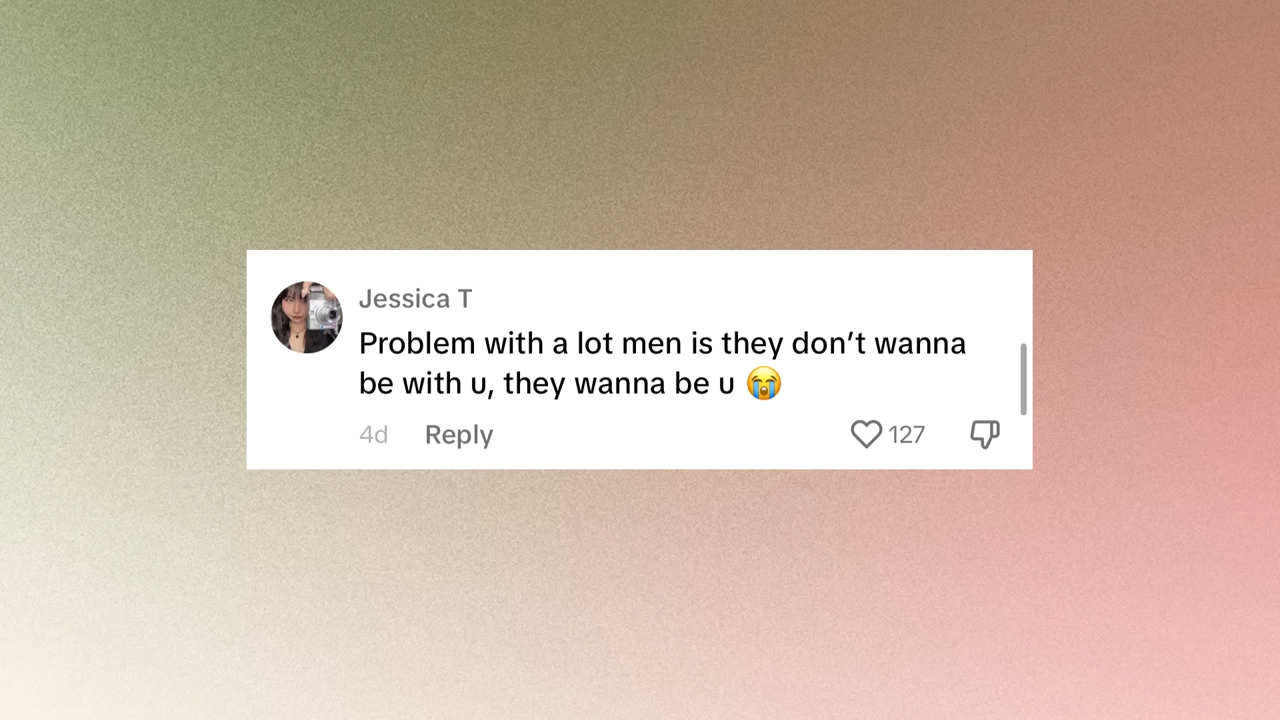 Jessica T
Problem with a lot men is they don’t wanna
be with u, they wanna be u 😭
4d Reply 127